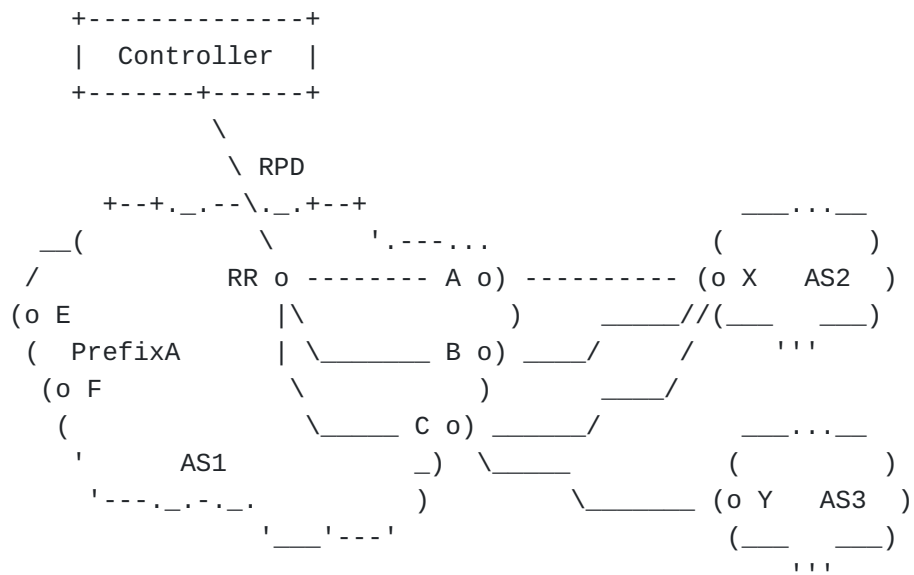 Controller
RPD
RR o A o) (o X AS2
(o E
PrefixA B o)
(o F
C o)
AS1
(o Y AS3